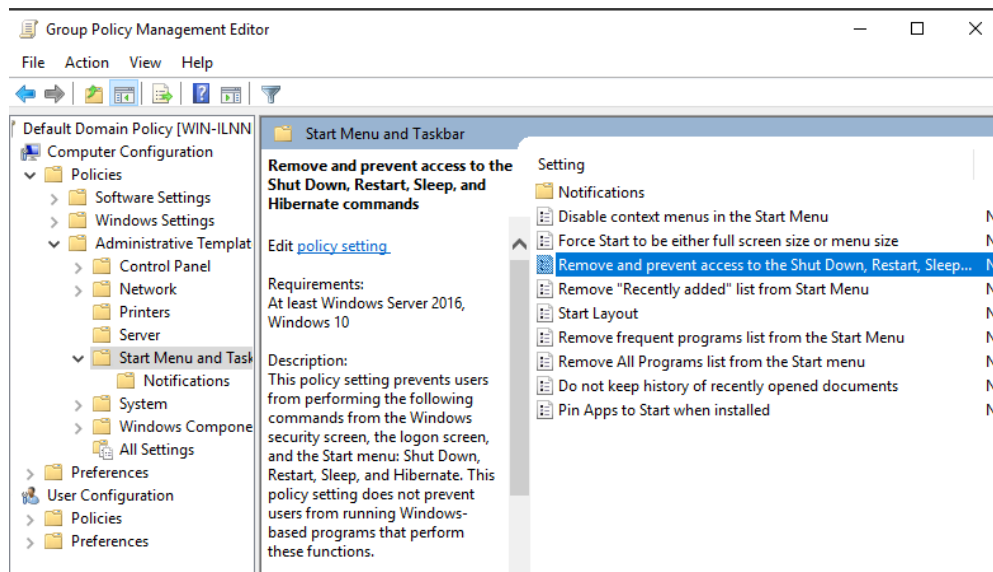 Group Policy Management Editor
File Action View Help
Default Domain Policy [WIN-ILNN
Computer Configuration
Policies
Software Settings
Windows Settings
Administrative Templat
Control Panel
Network
Printers
Server
Start Menu and Task
Notifications
System
Windows Compone
All Settings
Preferences
User Configuration
Policies
Preferences
Start Menu and Taskbar
Remove and prevent access to the
Shut Down, Restart, Sleep, and
Hibernate commands
Edit policy setting
Requirements:
At least Windows Server 2016,
Windows 10
Description:
This policy setting prevents users
from performing the following
commands from the Windows
security screen, the logon screen,
and the Start menu: Shut Down,
Restart, Sleep, and Hibernate. This
policy setting does not prevent
users from running Windows-
based programs that perform
these functions.
Setting
Notifications
Disable context menus in the Start Menu N
Force Start to be either full screen size or menu size N
Remove and prevent access to the Shut Down, Restart, Sleep... N
Remove "Recently added" list from Start Menu N
Start Layout N
Remove frequent programs list from the Start Menu N
Remove All Programs list from the Start menu N
Do not keep history of recently opened documents N
Pin Apps to Start when installed N